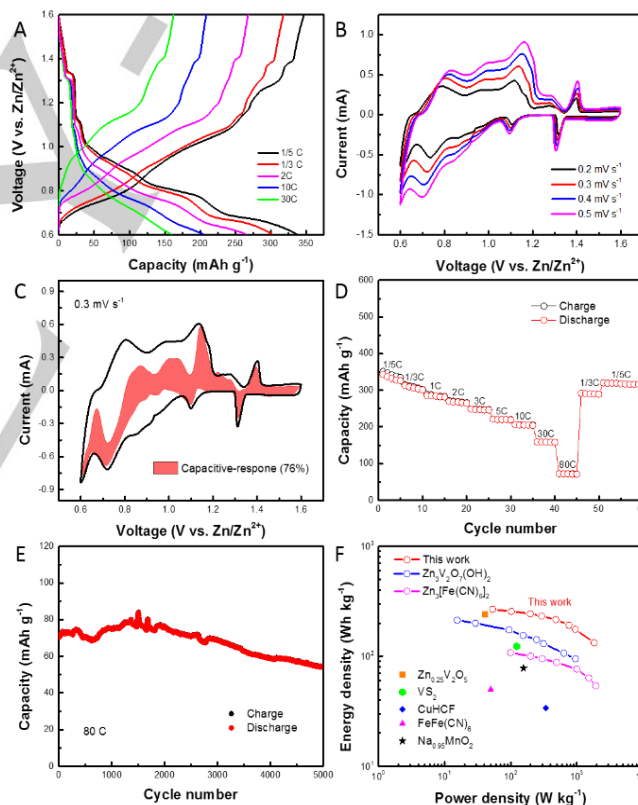 A
Voltage (V vs. Zn/Zn²⁺)
1.6
1.4
1.2
1.0
0.8
0.6
1/5 C
1/3 C
2C
10C
30C
0 50 100 150 200 250 300 350
Capacity (mAh g⁻¹)
B
Current (mA)
1.0
0.5
0.0
-0.5
-1.0
0.2 mV s⁻¹
0.3 mV s⁻¹
0.4 mV s⁻¹
0.5 mV s⁻¹
0.6 0.8 1.0 1.2 1.4 1.6
Voltage (V vs. Zn/Zn²⁺)
C
0.3 mV s⁻¹
Current (mA)
0.9
0.6
0.3
0.0
-0.3
-0.6
-0.9
Capacitive-respone (76%)
0.6 0.8 1.0 1.2 1.4 1.6
Voltage (V vs. Zn/Zn²⁺)
D
Capacity (mAh g⁻¹)
600
500
400
300
200
100
0
Charge
Discharge
1/5C
1/3C
1C
2C
3C
5C
10C
30C
80C
1/3C
1/5C
0 10 20 30 40 50 60
Cycle number
E
Capacity (mAh g⁻¹)
120
100
80
60
40
20
0
Charge
Discharge
80 C
0 1000 2000 3000 4000 5000
Cycle number
F
Energy density (Wh kg⁻¹)
10³
10²
10¹
This work
Zn₃V₂O₇(OH)₂
Zn₃[Fe(CN)₆]₂
This work
Zn₀.₂₅V₂O₅
VS₂
CuHCF
FeFe(CN)₆
Na₀.₉₅MnO₂
10⁰ 10¹ 10² 10³ 10⁴
Power density (W kg⁻¹)